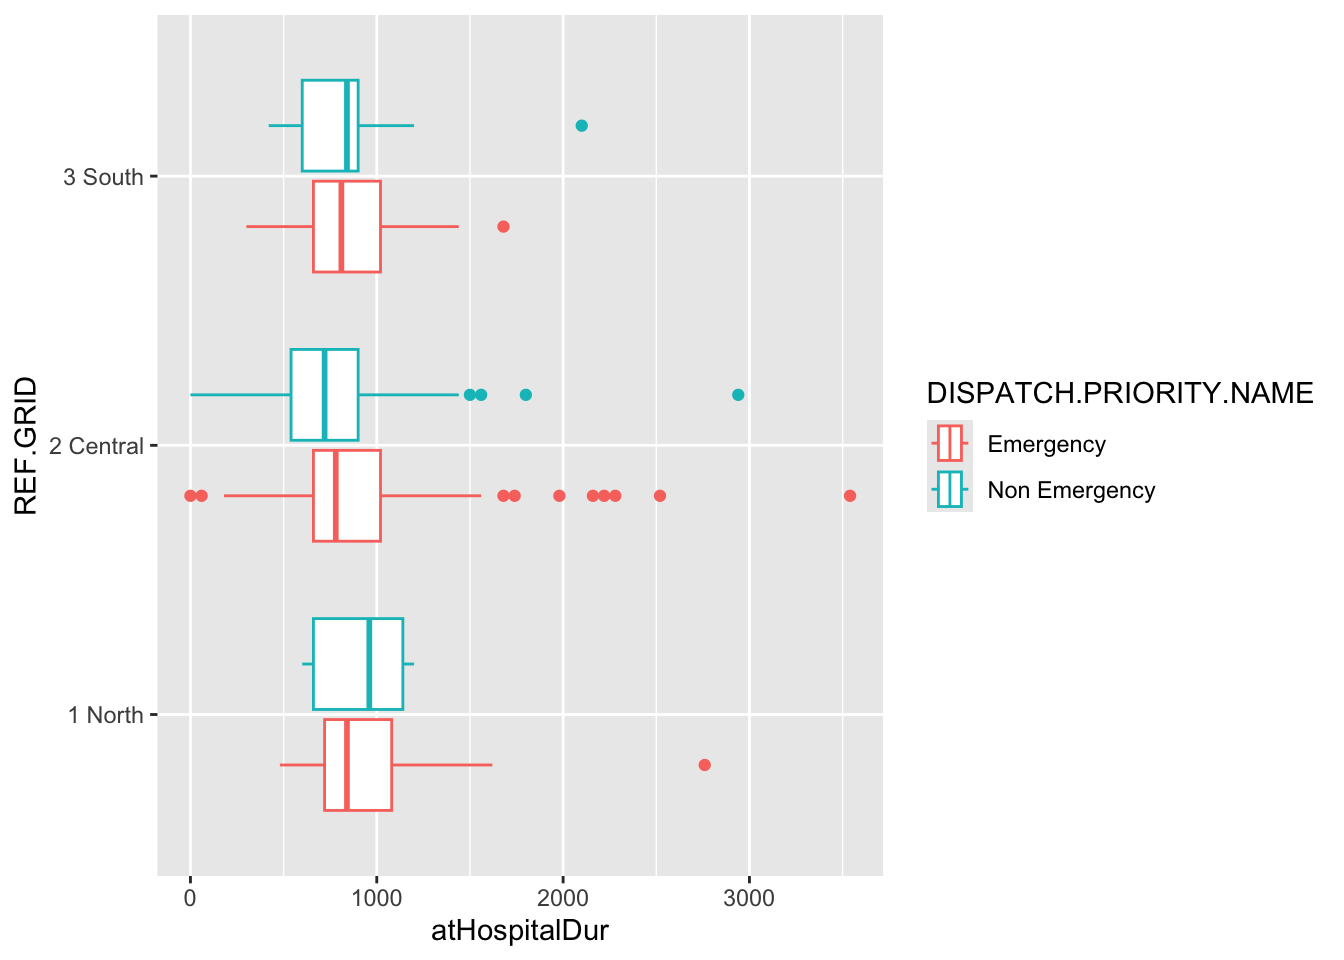 3 South
2 Central
1 North
REF.GRID
0 1000 2000 3000
atHospitalDur
DISPATCH.PRIORITY.NAME
Emergency
Non Emergency